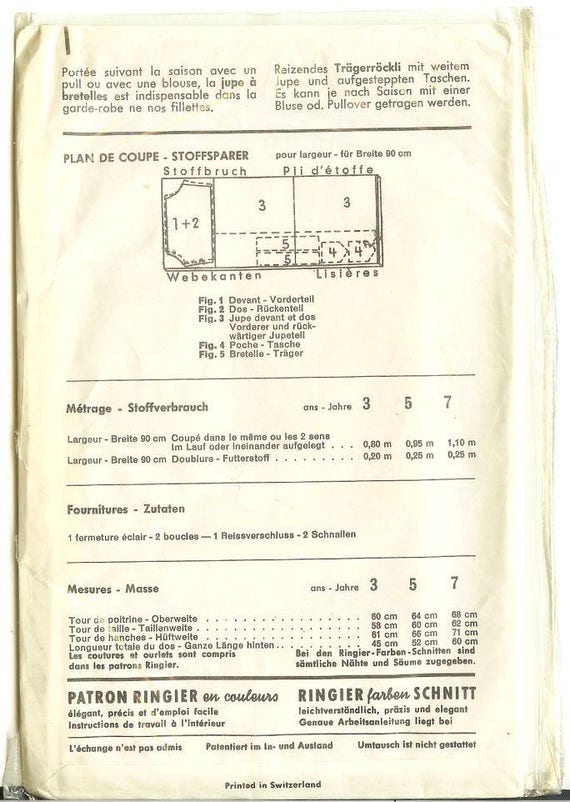 Portée suivant la saison avec un
pull ou avec une blouse, la jupe à
bretelles est indispensable dans la
garde-robe ne nos fillettes.
Reizendes Trägerröckli mit weitem
Jupe und aufgesteppten Taschen.
Es kann je nach Saison mit einer
Bluse od. Pullover getragen werden.
PLAN DE COUPE - STOFFSPARER pour largeur - für Breite 90 cm
Stoffbruch Pli d'étoffe
1+2 3 3
5
5 4 4
Webekanten Lisières
Fig. 1 Devant - Vorderteil
Fig. 2 Dos - Rückenteil
Fig. 3 Jupe devant et dos
Vorderer und rück-
wärtiger Jupeteil
Fig. 4 Poche - Tasche
Fig. 5 Bretelle - Träger
Métrage - Stoffverbrauch ans - Jahre 3 5 7
Largeur - Breite 90 cm Coupé dans le même ou les 2 sens
Im Lauf oder ineinander aufgelegt . . . 0,80 m 0,95 m 1,10 m
Largeur - Breite 90 cm Doublure - Futterstoff . . . . . . . . . 0,20 m 0,25 m 0,25 m
Fournitures - Zutaten
1 fermeture éclair - 2 boucles — 1 Reissverschluss - 2 Schnallen
Mesures - Masse ans - Jahre 3 5 7
Tour de poitrine - Oberweite . . . . . . . . . . . . . . . 60 cm 64 cm 68 cm
Tour de taille - Taillenweite . . . . . . . . . . . . . . . 58 cm 60 cm 62 cm
Tour de hanches - Hüftweite . . . . . . . . . . . . . . . 61 cm 66 cm 71 cm
Longueur totale du dos - Ganze Länge hinten . . . . . . . 45 cm 52 cm 60 cm
Les coutures et ourlets sont compris
dans les patrons Ringier.
Bei den Ringier-Farben-Schnitten sind
sämtliche Nähte und Säume zugegeben.
PATRON RINGIER en couleurs
élégant, précis et d'emploi facile
Instructions de travail à l'intérieur
RINGIER farben SCHNITT
leichtverständlich, präzis und elegant
Genaue Arbeitsanleitung liegt bei
L'échange n'est pas admis Patentiert im In- und Ausland Umtausch ist nicht gestattet
Printed in Switzerland